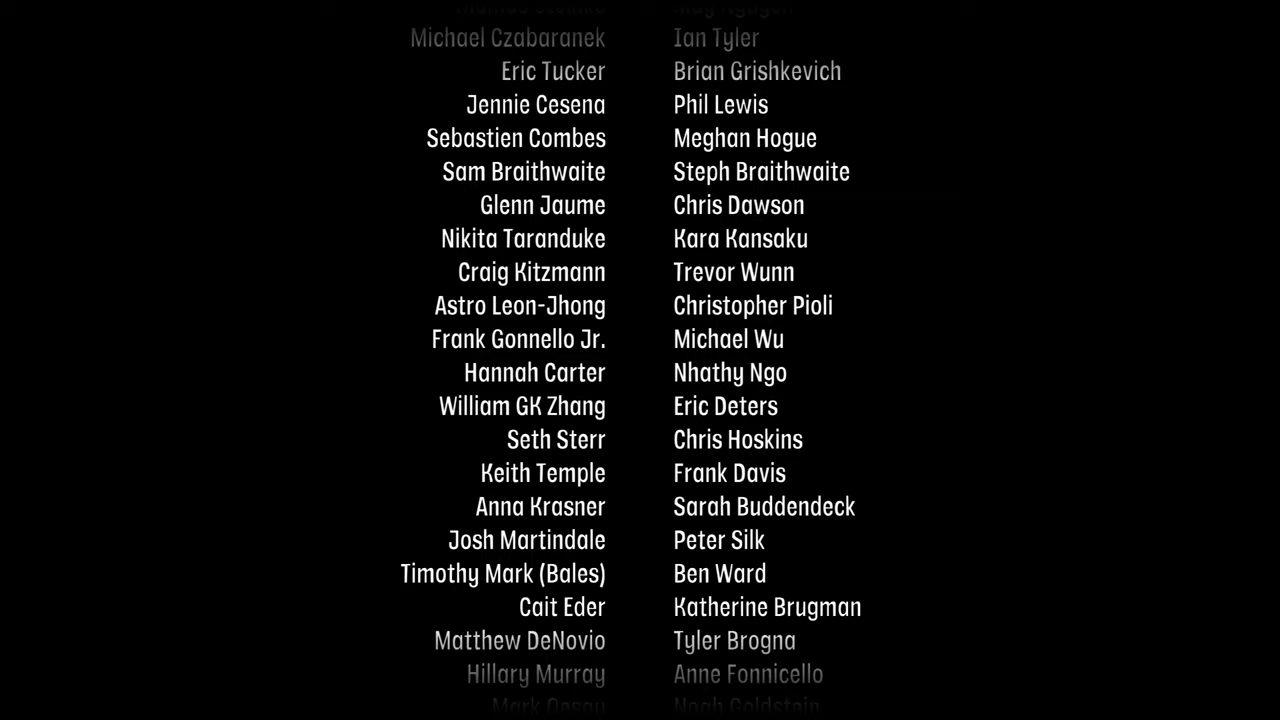 Michael Czabaranek Ian Tyler
Eric Tucker Brian Grishkevich
Jennie Cesena Phil Lewis
Sebastien Combes Meghan Hogue
Sam Braithwaite Steph Braithwaite
Glenn Jaume Chris Dawson
Nikita Taranduke Kara Kansaku
Craig Kitzmann Trevor Wunn
Astro Leon-Jhong Christopher Pioli
Frank Gonnello Jr. Michael Wu
Hannah Carter Nhathy Ngo
William GK Zhang Eric Deters
Seth Sterr Chris Hoskins
Keith Temple Frank Davis
Anna Krasner Sarah Buddendeck
Josh Martindale Peter Silk
Timothy Mark (Bales) Ben Ward
Cait Eder Katherine Brugman
Matthew DeNovio Tyler Brogna
Hillary Murray Anne Fonnicello
Mark Noah Goldstein